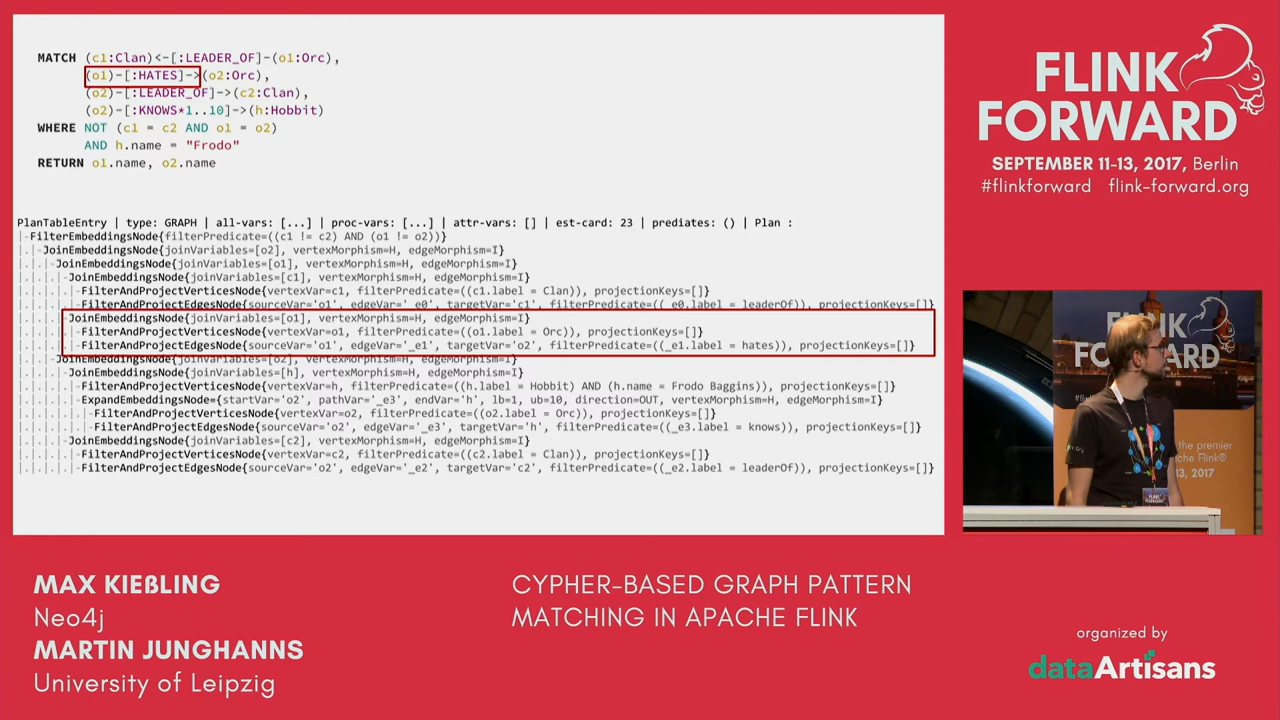 MATCH (c1:Clan)<-[:LEADER_OF]-(o1:Orc),
(o1)-[:HATES]->(o2:Orc),
(o2)-[:LEADER_OF]->(c2:Clan),
(o2)-[:KNOWS*1..10]->(h:Hobbit)
WHERE NOT (c1 = c2 AND o1 = o2)
AND h.name = "Frodo"
RETURN o1.name, o2.name
PlanTableEntry | type: GRAPH | all-vars: [...] | proc-vars: [...] | attr-vars: [] | est-card: 23 | prediates: () | Plan :
|-FilterEmbeddingsNode{filterPredicate=((c1 != c2) AND (o1 != o2))}
|.|-JoinEmbeddingsNode{joinVariables=[o2], vertexMorphism=H, edgeMorphism=I}
|.|.|-JoinEmbeddingsNode{joinVariables=[o1], vertexMorphism=H, edgeMorphism=I}
|.|.|.|-JoinEmbeddingsNode{joinVariables=[c1], vertexMorphism=H, edgeMorphism=I}
|.|.|.|.|-FilterAndProjectVerticesNode{vertexVar=c1, filterPredicate=((c1.label = Clan)), projectionKeys=[]}
|.|.|.|.|-FilterAndProjectEdgesNode{sourceVar='o1', edgeVar='_e0', targetVar='c1', filterPredicate=((_e0.label = leaderOf)), projectionKeys=[]}
|.|.|.|-JoinEmbeddingsNode{joinVariables=[o1], vertexMorphism=H, edgeMorphism=I}
|.|.|.|.|-FilterAndProjectVerticesNode{vertexVar=o1, filterPredicate=((o1.label = Orc)), projectionKeys=[]}
|.|.|.|.|-FilterAndProjectEdgesNode{sourceVar='o1', edgeVar='_e1', targetVar='o2', filterPredicate=((_e1.label = hates)), projectionKeys=[]}
|.|.|-JoinEmbeddingsNode{joinVariables=[o2], vertexMorphism=H, edgeMorphism=I}
|.|.|.|-JoinEmbeddingsNode{joinVariables=[h], vertexMorphism=H, edgeMorphism=I}
|.|.|.|.|-FilterAndProjectVerticesNode{vertexVar=h, filterPredicate=((h.label = Hobbit) AND (h.name = Frodo Baggins)), projectionKeys=[]}
|.|.|.|.|-ExpandEmbeddingsNode={startVar='o2', pathVar='_e3', endVar='h', lb=1, ub=10, direction=OUT, vertexMorphism=H, edgeMorphism=I}
|.|.|.|.|.|-FilterAndProjectVerticesNode{vertexVar=o2, filterPredicate=((o2.label = Orc)), projectionKeys=[]}
|.|.|.|.|.|-FilterAndProjectEdgesNode{sourceVar='o2', edgeVar='_e3', targetVar='h', filterPredicate=((_e3.label = knows)), projectionKeys=[]}
|.|.|.|-JoinEmbeddingsNode{joinVariables=[c2], vertexMorphism=H, edgeMorphism=I}
|.|.|.|.|-FilterAndProjectVerticesNode{vertexVar=c2, filterPredicate=((c2.label = Clan)), projectionKeys=[]}
|.|.|.|.|-FilterAndProjectEdgesNode{sourceVar='o2', edgeVar='_e2', targetVar='c2', filterPredicate=((_e2.label = leaderOf)), projectionKeys=[]}
FLINK
FORWARD
SEPTEMBER 11-13, 2017, Berlin
#flinkforward flink-forward.org
FLINK
FORWARD
the premier
Apache Flink®
13, 2017
MAX KIEßLING
Neo4j
MARTIN JUNGHANNS
University of Leipzig
CYPHER-BASED GRAPH PATTERN
MATCHING IN APACHE FLINK
organized by
dataArtisans